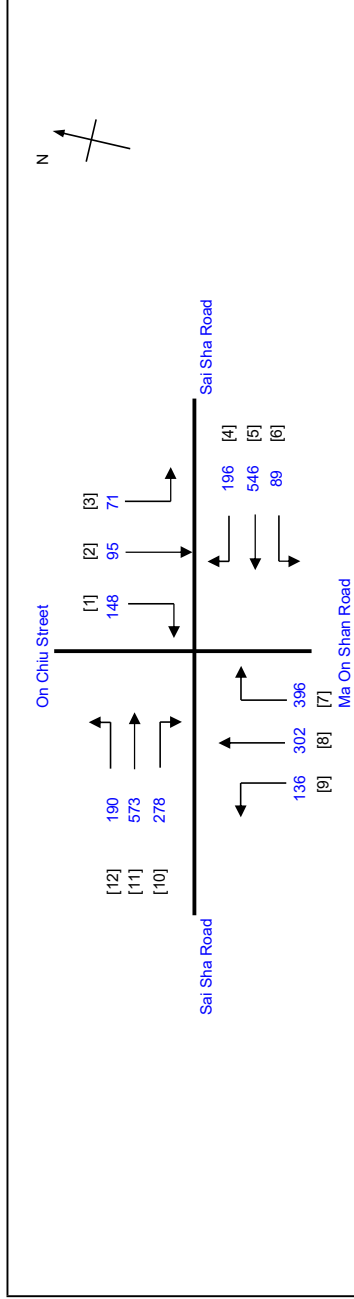 N
On Chiu Street
[1] [2] [3]
148 95 71
[12] 190
[11] 573
[10] 278
Sai Sha Road
Sai Sha Road
196 [4]
546 [5]
89 [6]
136 302 396
[9] [8] [7]
Ma On Shan Road